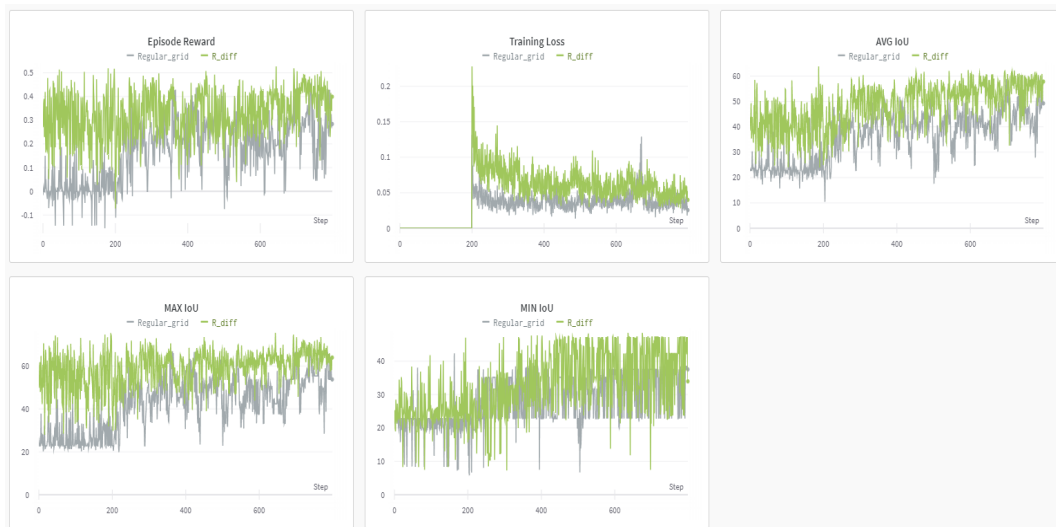 Episode Reward
Regular_grid R_diff
0.5
0.4
0.3
0.2
0.1
0
-0.1
Step
0 200 400 600
Training Loss
Regular_grid R_diff
0.2
0.15
0.1
0.05
0
Step
0 200 400 600
AVG IoU
Regular_grid R_diff
60
50
40
30
20
10
0
Step
0 200 400 600
MAX IoU
Regular_grid R_diff
60
40
20
0
Step
0 200 400 600
MIN IoU
Regular_grid R_diff
40
30
20
10
0
Step
0 200 400 600